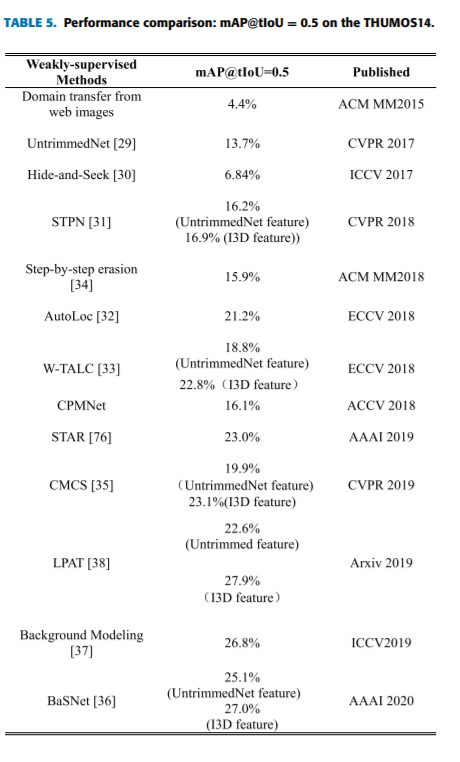 TABLE 5. Performance comparison: mAP@tIoU = 0.5 on the THUMOS14.
Weakly-supervised Methods mAP@tIoU=0.5 Published
Domain transfer from web images 4.4% ACM MM2015
UntrimmedNet [29] 13.7% CVPR 2017
Hide-and-Seek [30] 6.84% ICCV 2017
STPN [31] 16.2% (UntrimmedNet feature) 16.9% (I3D feature)) CVPR 2018
Step-by-step erasion [34] 15.9% ACM MM2018
AutoLoc [32] 21.2% ECCV 2018
W-TALC [33] 18.8% (UntrimmedNet feature) 22.8%（I3D feature） ECCV 2018
CPMNet 16.1% ACCV 2018
STAR [76] 23.0% AAAI 2019
CMCS [35] 19.9% （UntrimmedNet feature) 23.1%(I3D feature) CVPR 2019
LPAT [38] 22.6% (Untrimmed feature) 27.9% （I3D feature） Arxiv 2019
Background Modeling [37] 26.8% ICCV2019
BaSNet [36] 25.1% (UntrimmedNet feature) 27.0% (I3D feature) AAAI 2020